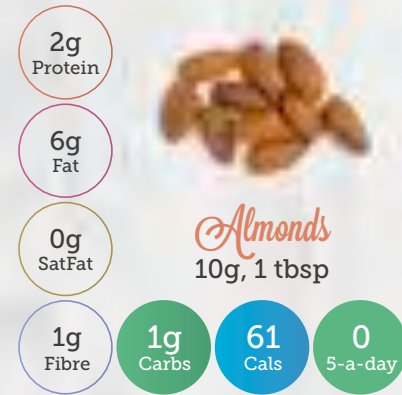 2g
Protein
6g
Fat
0g
SatFat
Almonds
10g, 1 tbsp
1g
Fibre
1g
Carbs
61
Cals
0
5-a-day